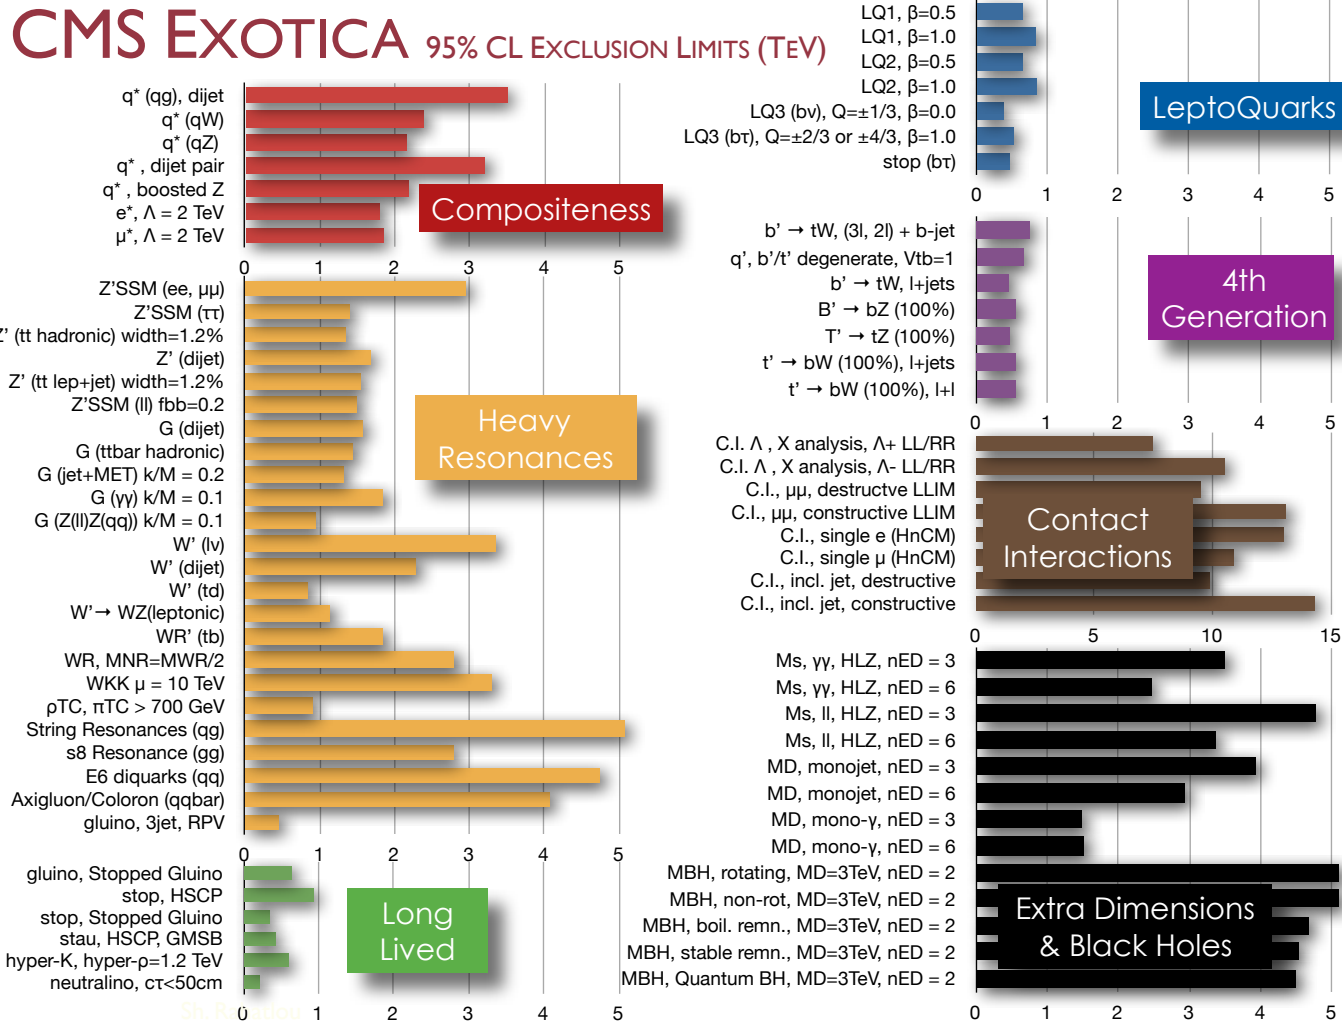 CMS EXOTICA 95% CL EXCLUSION LIMITS (TEV)
q* (qg), dijet
q* (qW)
q* (qZ)
q* , dijet pair
q* , boosted Z
e*, Λ = 2 TeV
μ*, Λ = 2 TeV
Compositeness
0 1 2 3 4 5
Z'SSM (ee, μμ)
Z'SSM (ττ)
Z' (tt hadronic) width=1.2%
Z' (dijet)
Z' (tt lep+jet) width=1.2%
Z'SSM (ll) fbb=0.2
G (dijet)
G (ttbar hadronic)
G (jet+MET) k/M = 0.2
G (γγ) k/M = 0.1
G (Z(ll)Z(qq)) k/M = 0.1
W' (lν)
W' (dijet)
W' (td)
W'→ WZ(leptonic)
WR' (tb)
WR, MNR=MWR/2
WKK μ = 10 TeV
ρTC, πTC > 700 GeV
String Resonances (qg)
s8 Resonance (gg)
E6 diquarks (qq)
Axigluon/Coloron (qqbar)
gluino, 3jet, RPV
Heavy
Resonances
0 1 2 3 4 5
gluino, Stopped Gluino
stop, HSCP
stop, Stopped Gluino
stau, HSCP, GMSB
hyper-K, hyper-ρ=1.2 TeV
neutralino, cτ<50cm
Long
Lived
0 1 2 3 4 5
LQ1, β=0.5
LQ1, β=1.0
LQ2, β=0.5
LQ2, β=1.0
LQ3 (bν), Q=±1/3, β=0.0
LQ3 (bτ), Q=±2/3 or ±4/3, β=1.0
stop (bτ)
LeptoQuarks
0 1 2 3 4 5
b' → tW, (3l, 2l) + b-jet
q', b'/t' degenerate, Vtb=1
b' → tW, l+jets
B' → bZ (100%)
T' → tZ (100%)
t' → bW (100%), l+jets
t' → bW (100%), l+l
4th
Generation
0 1 2 3 4 5
C.I. Λ , X analysis, Λ+ LL/RR
C.I. Λ , X analysis, Λ- LL/RR
C.I., μμ, destructve LLIM
C.I., μμ, constructive LLIM
C.I., single e (HnCM)
C.I., single μ (HnCM)
C.I., incl. jet, destructive
C.I., incl. jet, constructive
Contact
Interactions
0 5 10 15
Ms, γγ, HLZ, nED = 3
Ms, γγ, HLZ, nED = 6
Ms, ll, HLZ, nED = 3
Ms, ll, HLZ, nED = 6
MD, monojet, nED = 3
MD, monojet, nED = 6
MD, mono-γ, nED = 3
MD, mono-γ, nED = 6
MBH, rotating, MD=3TeV, nED = 2
MBH, non-rot, MD=3TeV, nED = 2
MBH, boil. remn., MD=3TeV, nED = 2
MBH, stable remn., MD=3TeV, nED = 2
MBH, Quantum BH, MD=3TeV, nED = 2
Extra Dimensions
& Black Holes
0 1 2 3 4 5